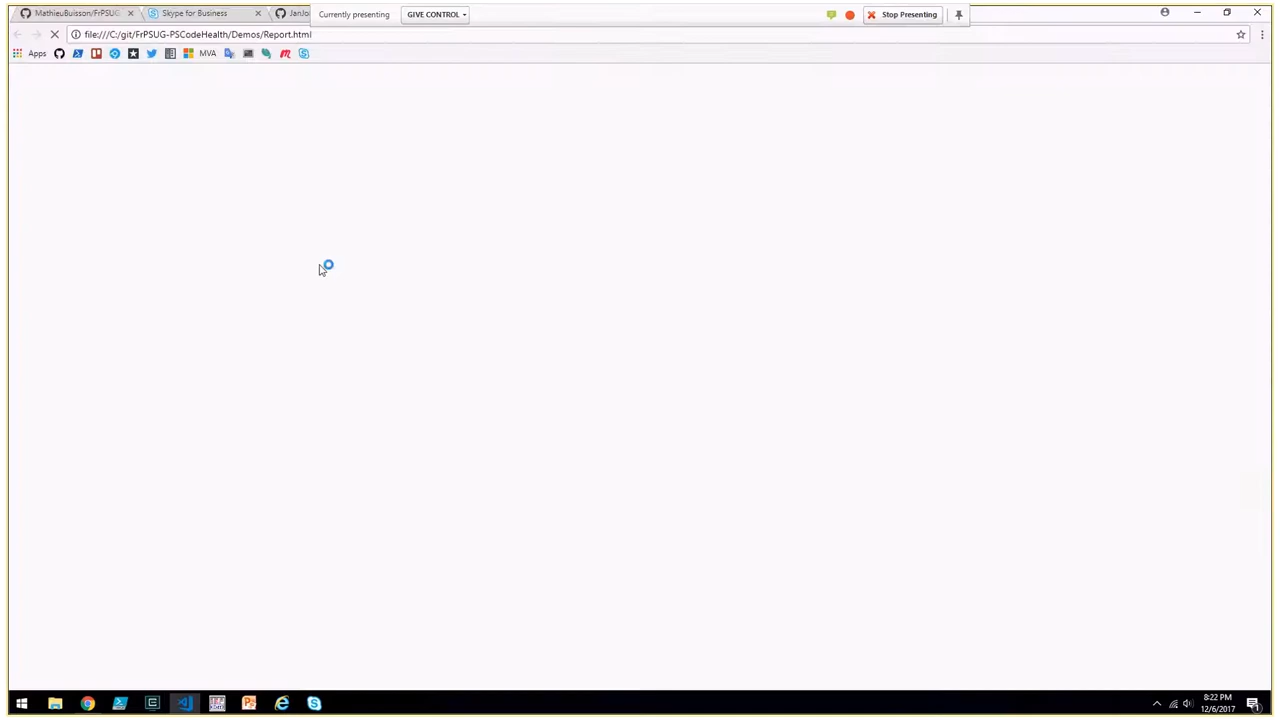 MathieuBuisson/FrPSUG
Skype for Business
JanJo
Currently presenting
GIVE CONTROL
Stop Presenting
file:///C:/git/FrPSUG-PSCodeHealth/Demos/Report.html
Apps
MVA
8:22 PM
12/6/2017